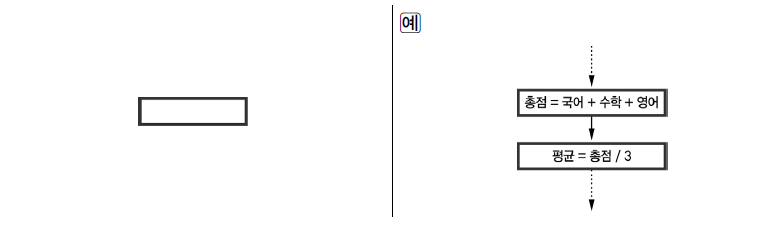 예
총점 = 국어 + 수학 + 영어
평균 = 총점 / 3